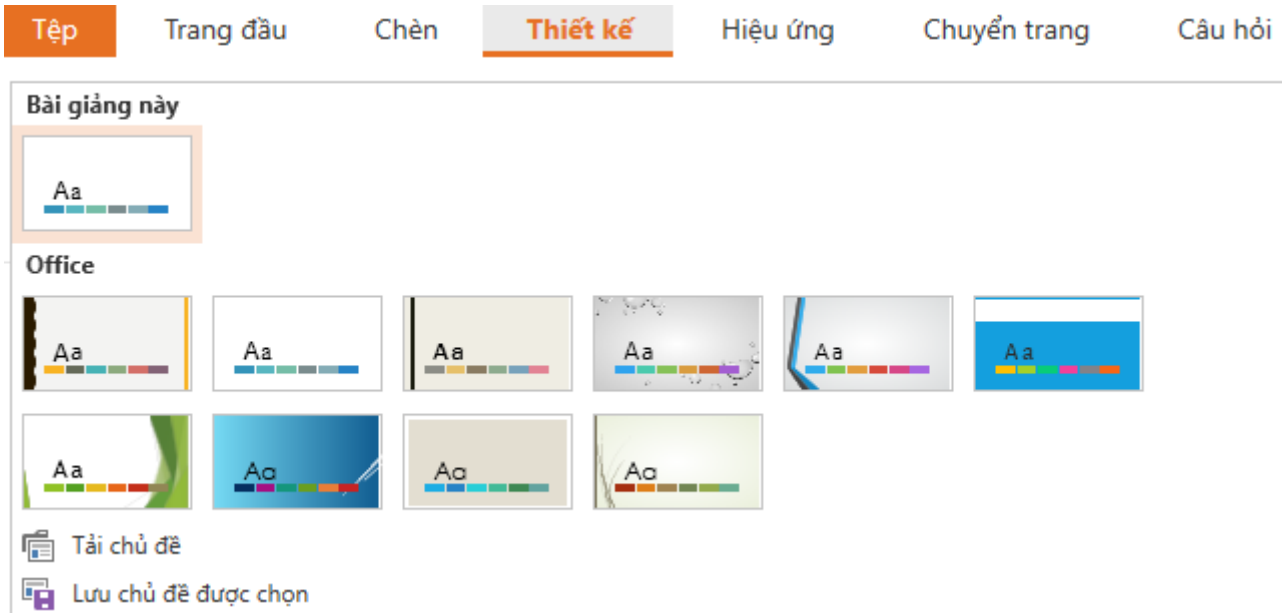 Tệp Trang đầu Chèn Thiết kế Hiệu ứng Chuyển trang Câu hỏi
Bài giảng này
Aa
Office
Aa Aa Aa Aa Aa Aa
Aa Aa Aa Aa
Tải chủ đề
Lưu chủ đề được chọn